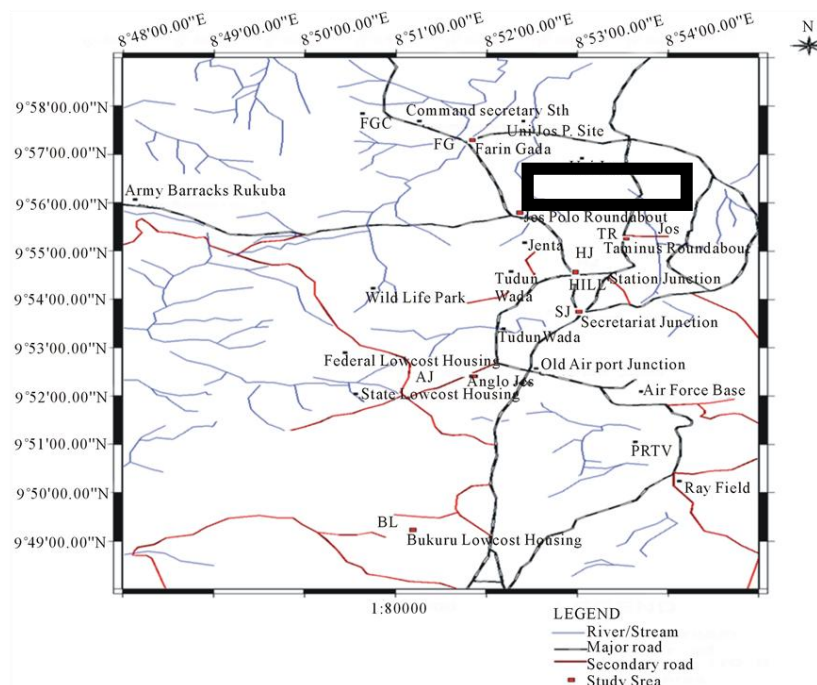 N
8°48'00.00"E
8°49'00.00"E
8°50'00.00"E
8°51'00.00"E
8°52'00.00"E
8°53'00.00"E
8°54'00.00"E
9°58'00.00"N
9°57'00.00"N
9°56'00.00"N
9°55'00.00"N
9°54'00.00"N
9°53'00.00"N
9°52'00.00"N
9°51'00.00"N
9°50'00.00"N
9°49'00.00"N
Command secretary Sth
FGC
Uni Jos P. Site
FG
Farin Gada
Army Barracks Rukuba
Jos Polo Roundabout
TR
Jos
Taminus Roundabout
Jenta
HJ
Tudun
Wada
HILL
Station Junction
Wild Life Park
SJ
Secretariat Junction
TudunWada
Federal Lowcost Housing
Old Air port Junction
AJ
Anglo Jos
State Lowcost Housing
Air Force Base
PRTV
Ray Field
BL
Bukuru Lowcost Housing
1:80000
LEGEND
River/Stream
Major road
Secondary road
Study Srea